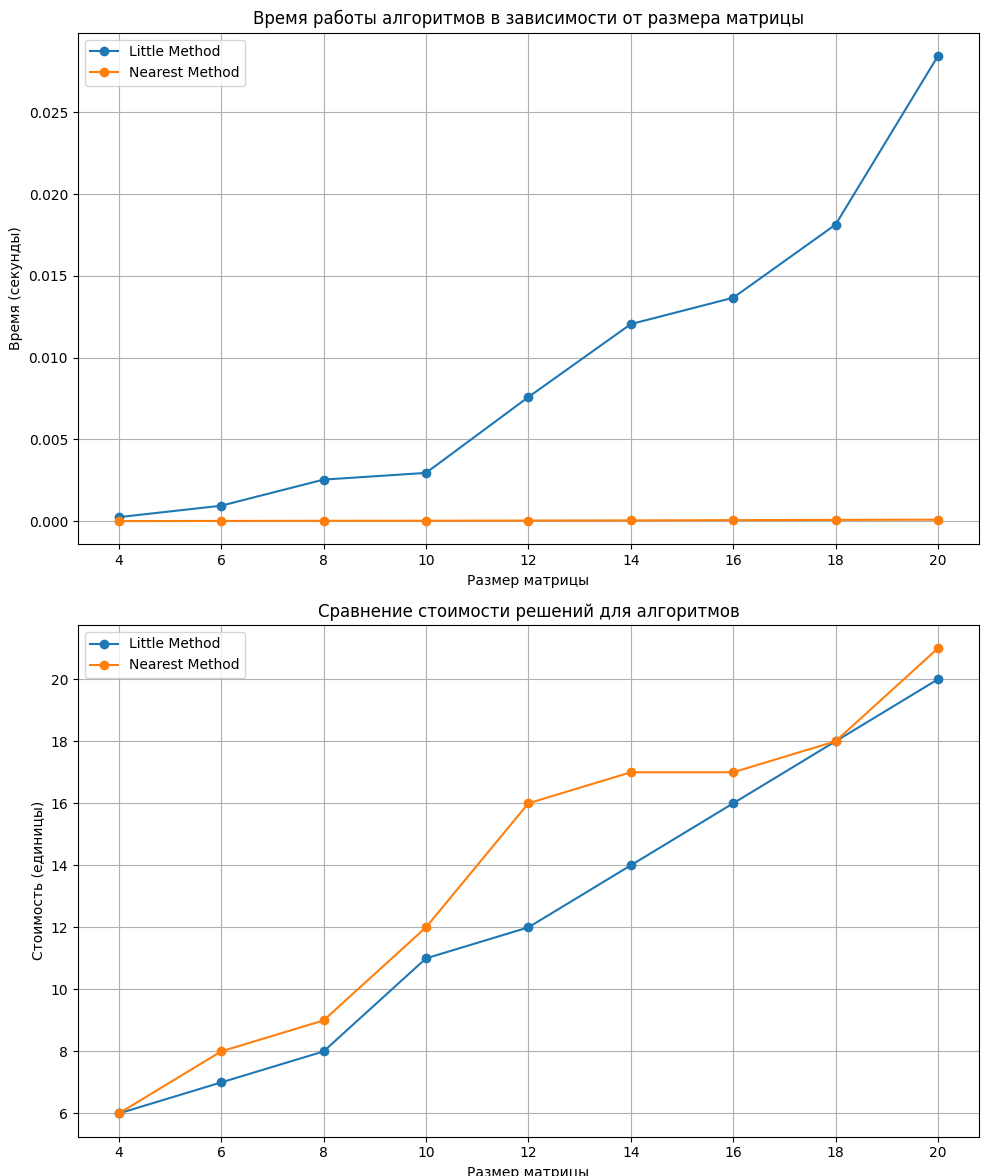 Время работы алгоритмов в зависимости от размера матрицы
Little Method
Nearest Method
0.025
0.020
0.015
0.010
0.005
0.000
Время (секунды)
4 6 8 10 12 14 16 18 20
Размер матрицы
Сравнение стоимости решений для алгоритмов
Little Method
Nearest Method
20
18
16
14
12
10
8
6
Стоимость (единицы)
4 6 8 10 12 14 16 18 20
Размер матрицы